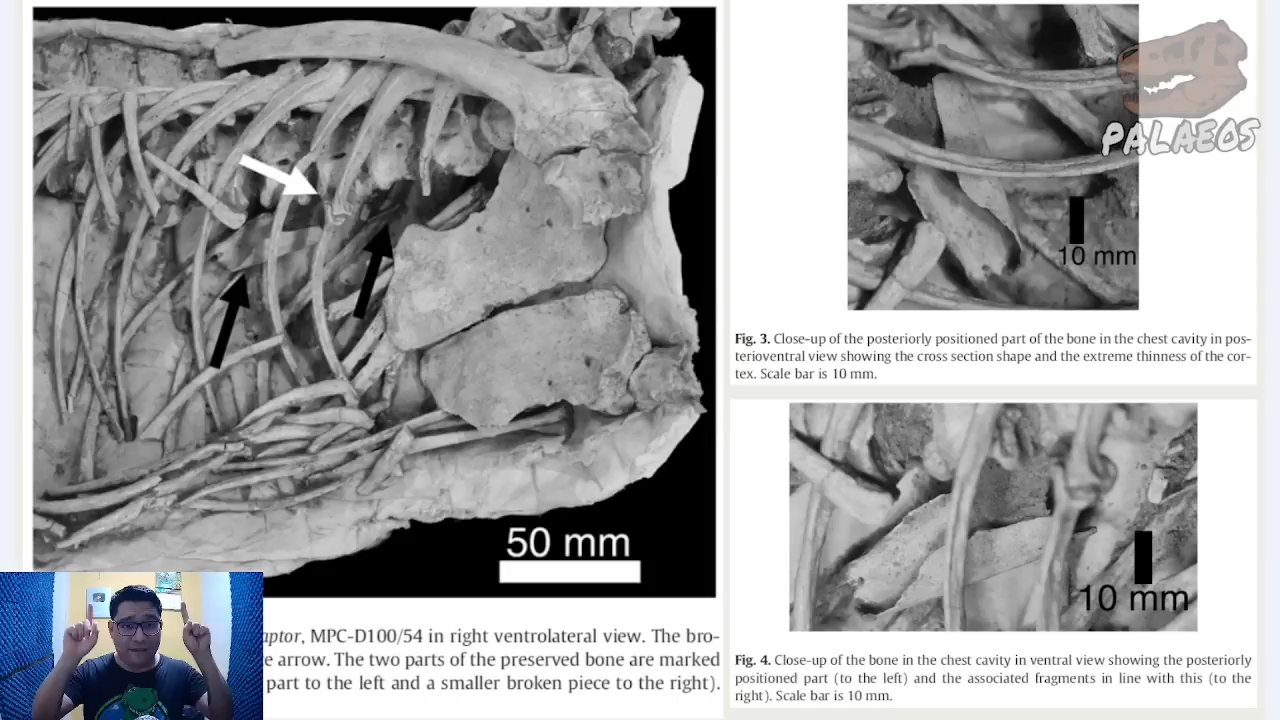 50 mm
aptor, MPC-D100/54 in right ventrolateral view. The bro-
e arrow. The two parts of the preserved bone are marked
part to the left and a smaller broken piece to the right).
PALAEOS
10 mm
Fig. 3. Close-up of the posteriorly positioned part of the bone in the chest cavity in pos-
terioventral view showing the cross section shape and the extreme thinness of the cor-
tex. Scale bar is 10 mm.
10 mm
Fig. 4. Close-up of the bone in the chest cavity in ventral view showing the posteriorly
positioned part (to the left) and the associated fragments in line with this (to the
right). Scale bar is 10 mm.